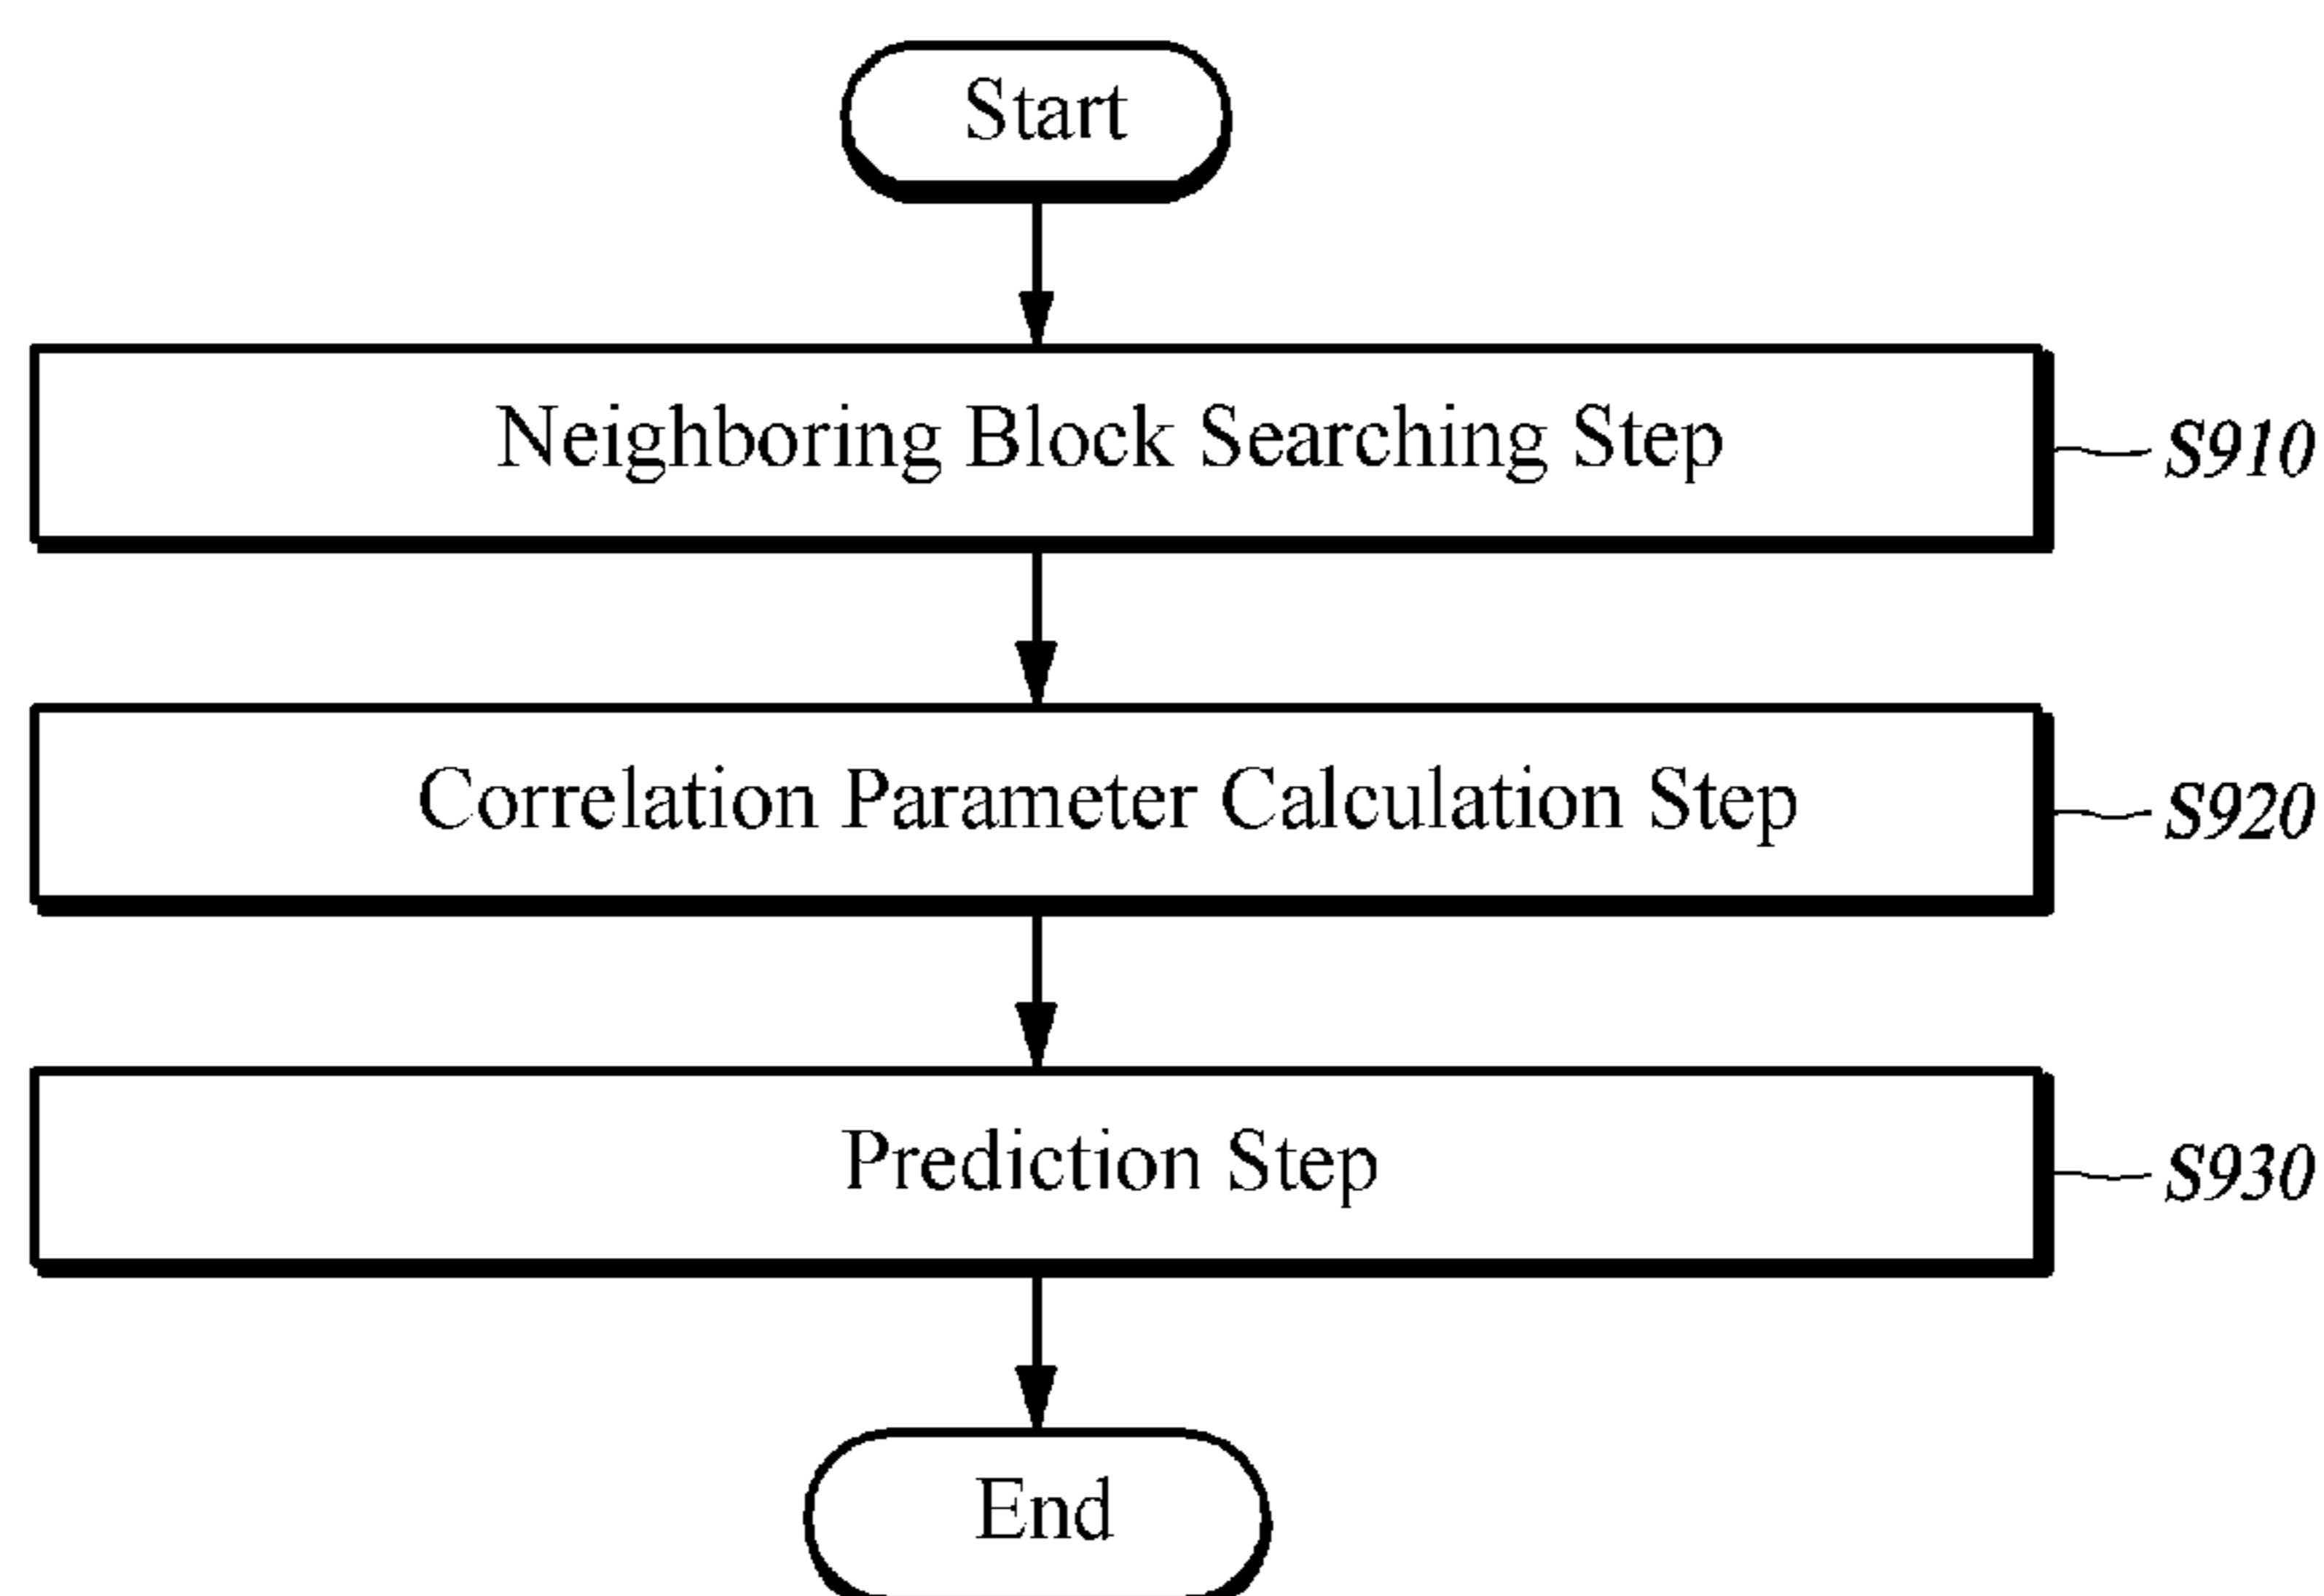 Start
Neighboring Block Searching Step
S910
Correlation Parameter Calculation Step
S920
Prediction Step
S930
End